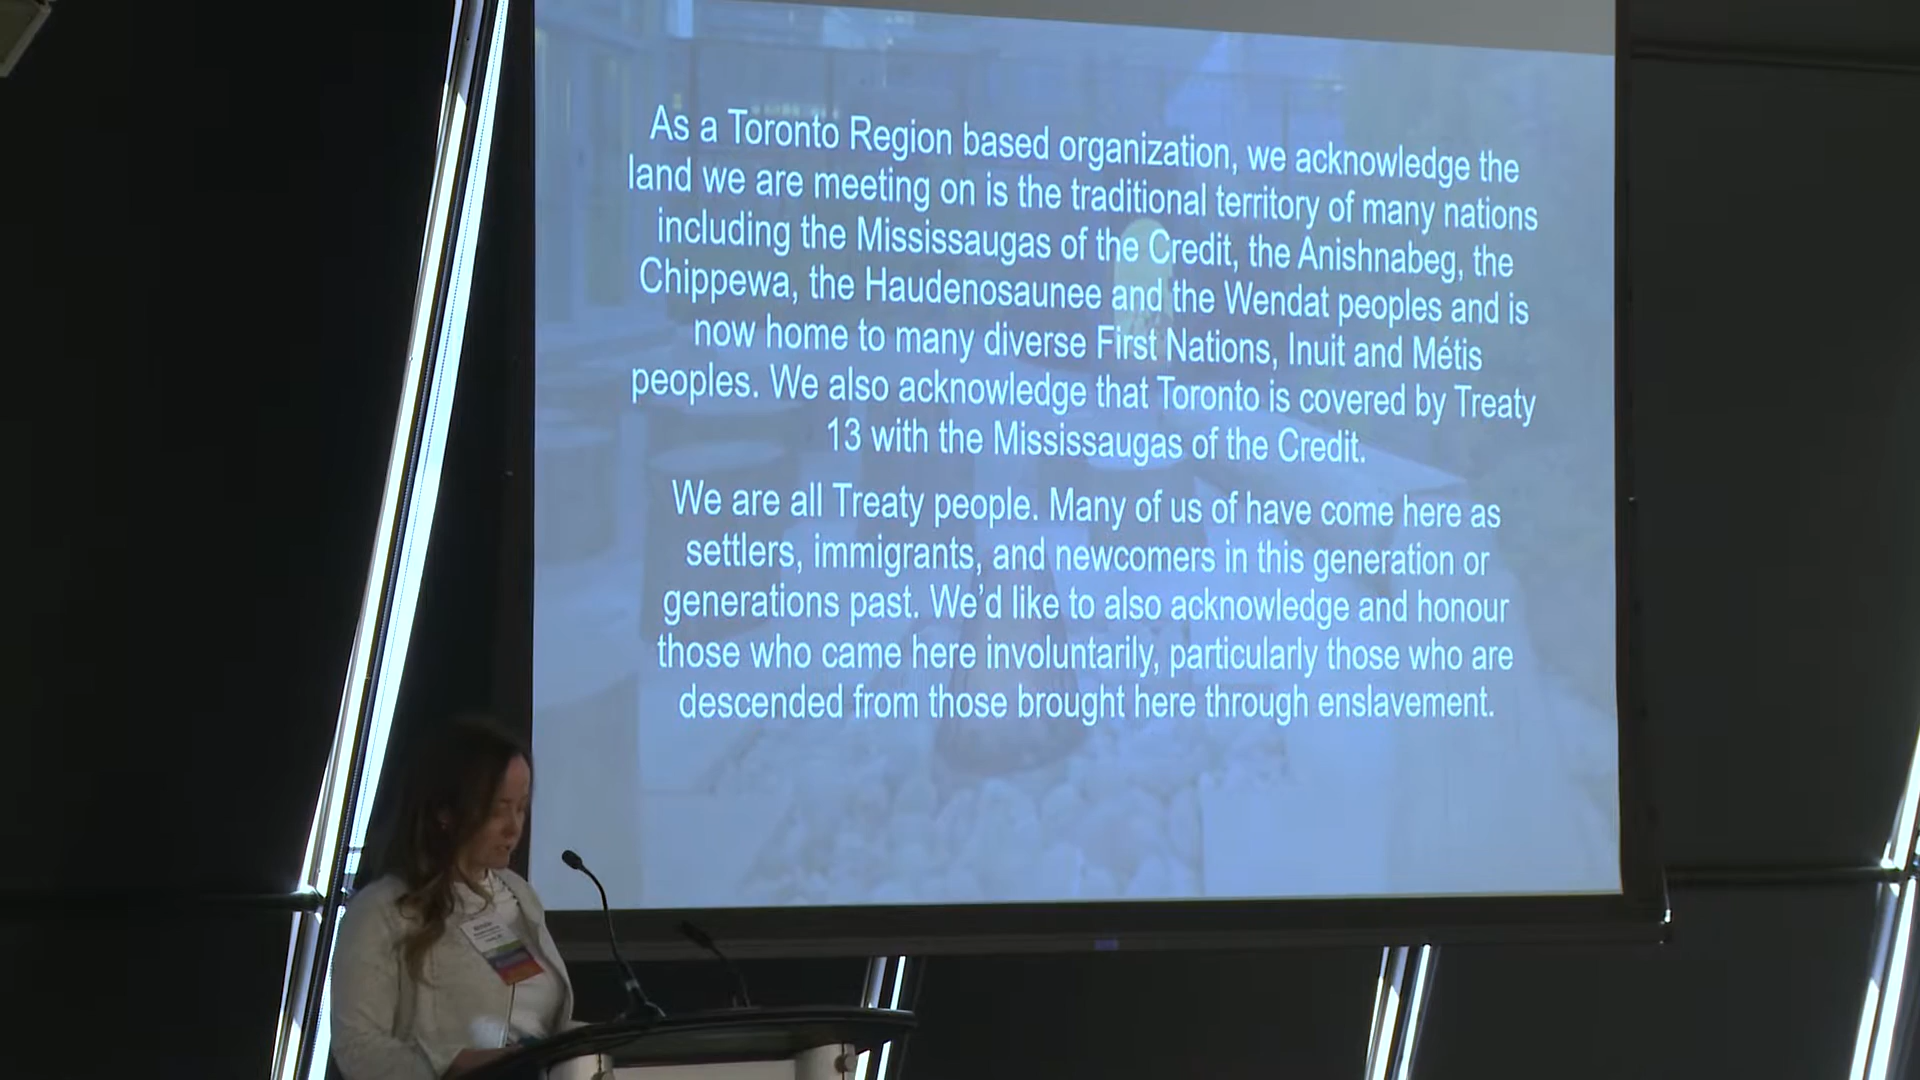 As a Toronto Region based organization, we acknowledge the
land we are meeting on is the traditional territory of many nations
including the Mississaugas of the Credit, the Anishnabeg, the
Chippewa, the Haudenosaunee and the Wendat peoples and is
now home to many diverse First Nations, Inuit and Métis
peoples. We also acknowledge that Toronto is covered by Treaty
13 with the Mississaugas of the Credit.
We are all Treaty people. Many of us of have come here as
settlers, immigrants, and newcomers in this generation or
generations past. We’d like to also acknowledge and honour
those who came here involuntarily, particularly those who are
descended from those brought here through enslavement.